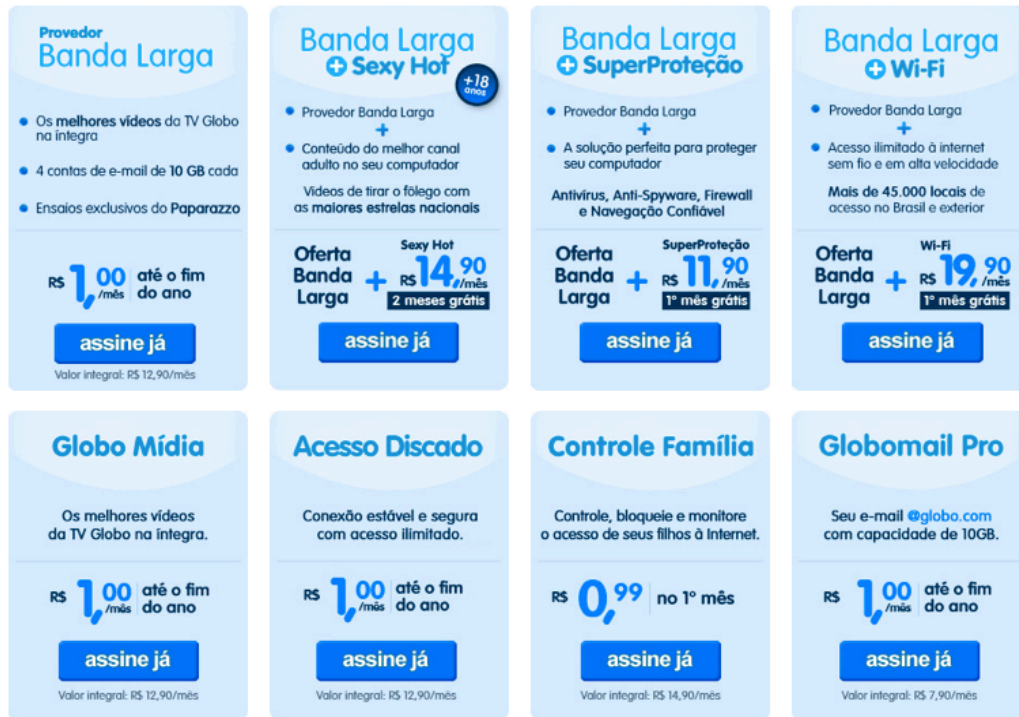 Provedor
Banda Larga
Os melhores vídeos da TV Globo
na íntegra
4 contas de e-mail de 10 GB cada
Ensaios exclusivos do Paparazzo
R$ 1,00 /mês até o fim
do ano
assine já
Valor integral: R$ 12,90/mês
Banda Larga
+ Sexy Hot
+18
anos
Provedor Banda Larga
+
Conteúdo do melhor canal
adulto no seu computador
Vídeos de tirar o fôlego com
as maiores estrelas nacionais
Oferta
Banda
Larga
+
Sexy Hot
R$ 14,90 /mês
2 meses grátis
assine já
Banda Larga
+ SuperProteção
Provedor Banda Larga
+
A solução perfeita para proteger
seu computador
Antivírus, Anti-Spyware, Firewall
e Navegação Confiável
Oferta
Banda
Larga
+
SuperProteção
R$ 11,90 /mês
1º mês grátis
assine já
Banda Larga
+ Wi-Fi
Provedor Banda Larga
+
Acesso ilimitado à internet
sem fio e em alta velocidade
Mais de 45.000 locais de
acesso no Brasil e exterior
Oferta
Banda
Larga
+
Wi-Fi
R$ 19,90 /mês
1º mês grátis
assine já
Globo Mídia
Os melhores vídeos
da TV Globo na íntegra.
R$ 1,00 /mês até o fim
do ano
assine já
Valor integral: R$ 12,90/mês
Acesso Discado
Conexão estável e segura
com acesso ilimitado.
R$ 1,00 /mês até o fim
do ano
assine já
Valor integral: R$ 12,90/mês
Controle Família
Controle, bloqueie e monitore
o acesso de seus filhos à Internet.
R$ 0,99 no 1º mês
assine já
Valor integral: R$ 14,90/mês
Globomail Pro
Seu e-mail @globo.com
com capacidade de 10GB.
R$ 1,00 /mês até o fim
do ano
assine já
Valor integral: R$ 7,90/mês